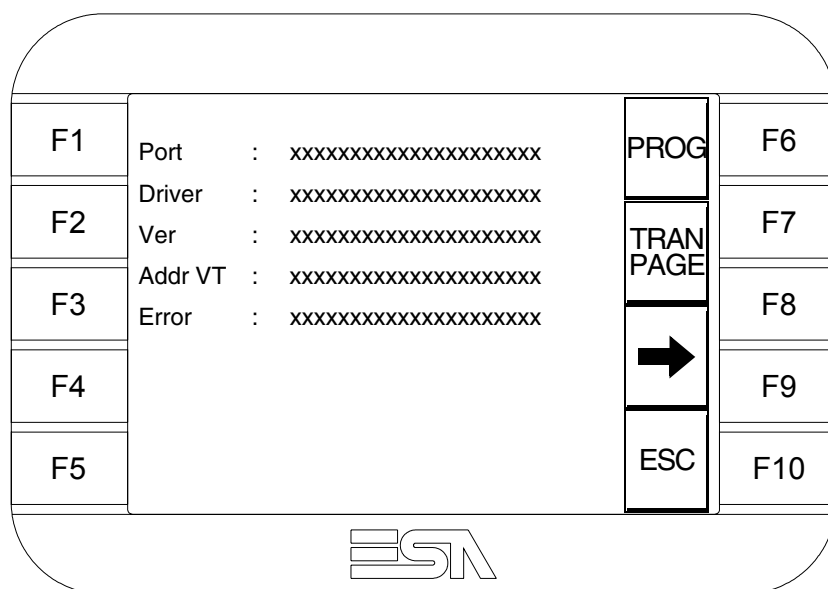 F1
F2
F3
F4
F5
Port : xxxxxxxxxxxxxxxxxxxxx
Driver : xxxxxxxxxxxxxxxxxxxxx
Ver : xxxxxxxxxxxxxxxxxxxxx
Addr VT : xxxxxxxxxxxxxxxxxxxxx
Error : xxxxxxxxxxxxxxxxxxxxx
PROG
TRAN
PAGE
ESC
F6
F7
F8
F9
F10
ESA